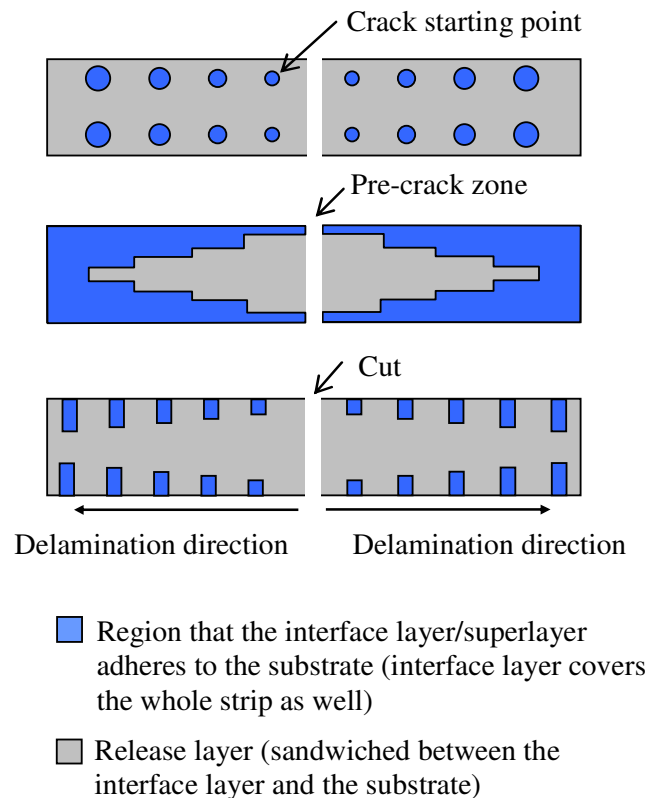 Crack starting point
Pre-crack zone
Cut
Delamination direction
Delamination direction
Region that the interface layer/superlayer
adheres to the substrate (interface layer covers
the whole strip as well)
Release layer (sandwiched between the
interface layer and the substrate)